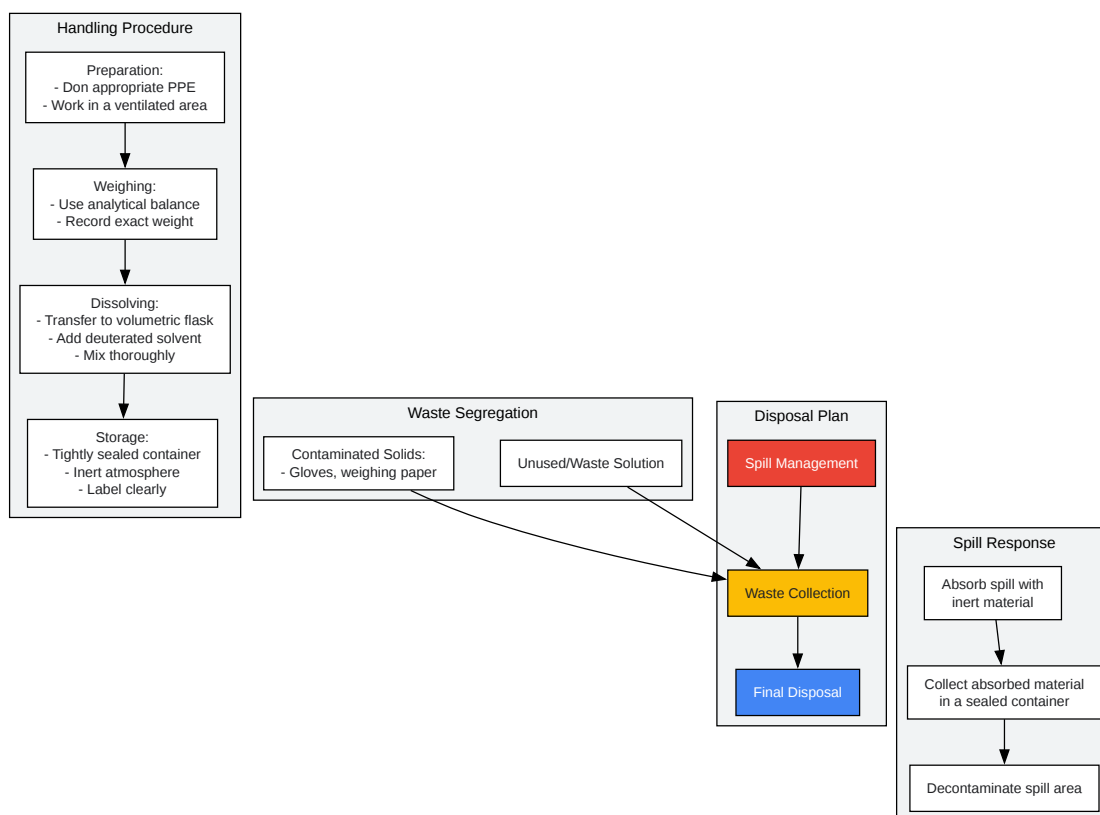 Handling Procedure
Preparation:
- Don appropriate PPE
- Work in a ventilated area
Weighing:
- Use analytical balance
- Record exact weight
Dissolving:
- Transfer to volumetric flask
- Add deuterated solvent
- Mix thoroughly
Storage:
- Tightly sealed container
- Inert atmosphere
- Label clearly
Waste Segregation
Contaminated Solids:
- Gloves, weighing paper
Unused/Waste Solution
Disposal Plan
Spill Management
Waste Collection
Final Disposal
Spill Response
Absorb spill with
inert material
Collect absorbed material
in a sealed container
Decontaminate spill area